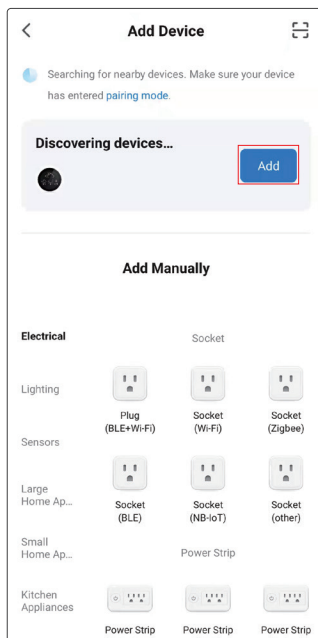 Add Device
Searching for nearby devices. Make sure your device
has entered pairing mode.
Discovering devices...
Add
Add Manually
Electrical
Socket
Lighting
Plug
(BLE+Wi-Fi)
Socket
(Wi-Fi)
Socket
(Zigbee)
Sensors
Large
Home Ap...
Socket
(BLE)
Socket
(NB-IoT)
Socket
(other)
Small
Home Ap...
Power Strip
Kitchen
Appliances
Power Strip
Power Strip
Power Strip